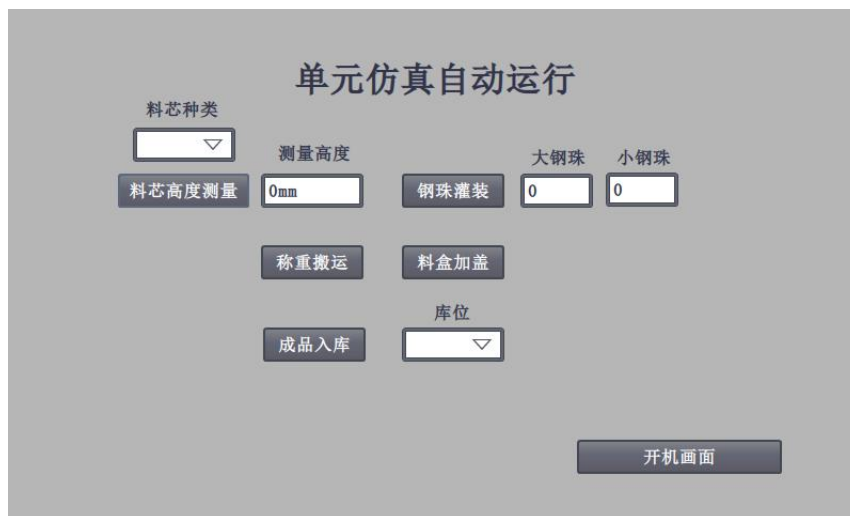 单元仿真自动运行
料芯种类
测量高度
大钢珠
小钢珠
料芯高度测量
0mm
钢珠灌装
0
0
称重搬运
料盒加盖
库位
成品入库
开机画面